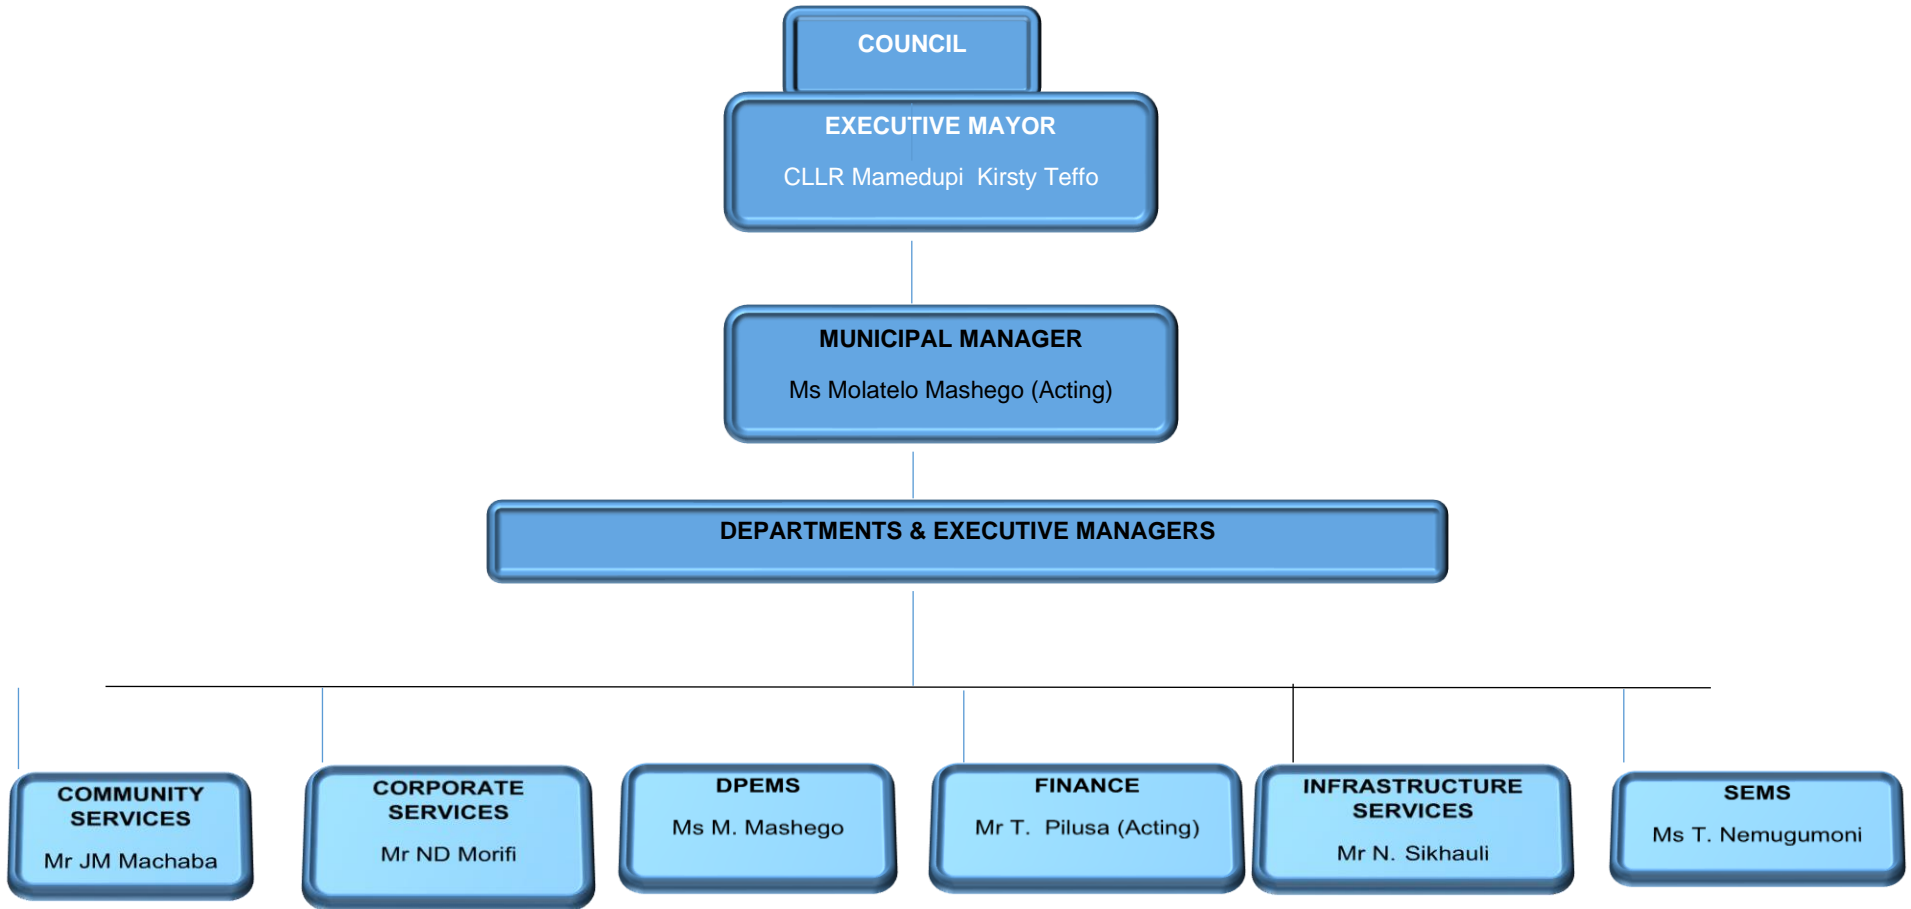 COUNCIL
EXECUTIVE MAYOR
CLLR Mamedupi Kirsty Teffo
MUNICIPAL MANAGER
Ms Molatelo Mashego (Acting)
DEPARTMENTS & EXECUTIVE MANAGERS
COMMUNITY
SERVICES
Mr JM Machaba
CORPORATE
SERVICES
Mr ND Morifi
DPEMS
Ms M. Mashego
FINANCE
Mr T. Pilusa (Acting)
INFRASTRUCTURE
SERVICES
Mr N. Sikhauli
SEMS
Ms T. Nemugumoni